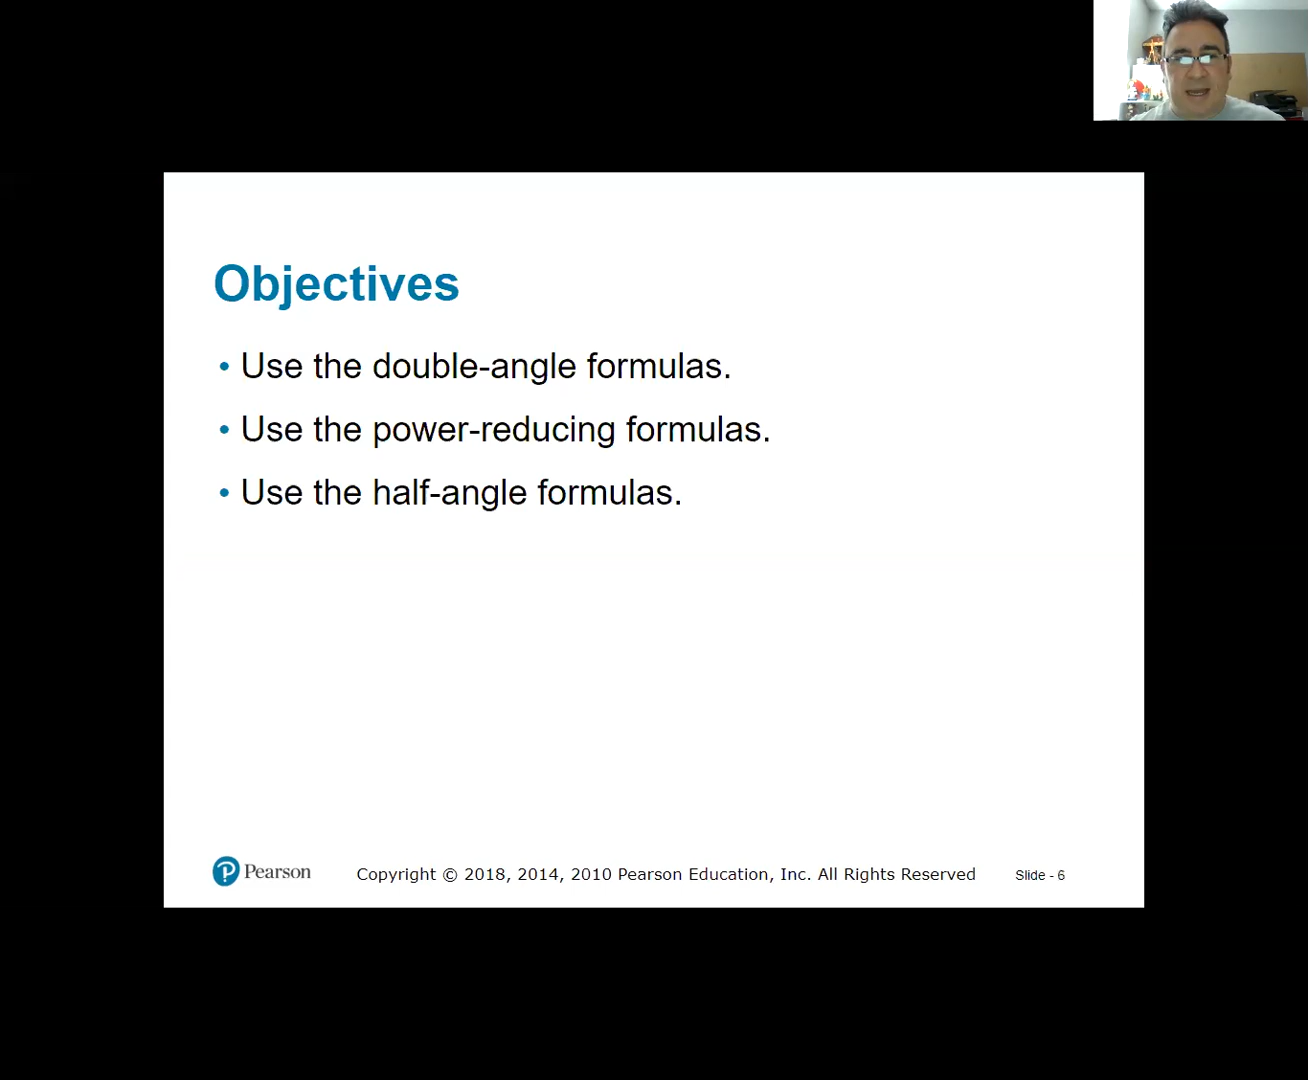 Objectives
• Use the double-angle formulas.
• Use the power-reducing formulas.
• Use the half-angle formulas.
Pearson Copyright © 2018, 2014, 2010 Pearson Education, Inc. All Rights Reserved Slide - 6